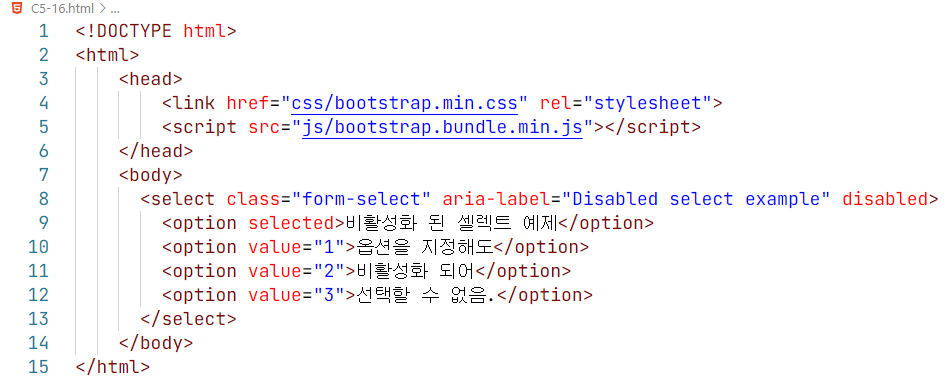 C5-16.html > ...
1 <!DOCTYPE html>
2 <html>
3 <head>
4 <link href="css/bootstrap.min.css" rel="stylesheet">
5 <script src="js/bootstrap.bundle.min.js"></script>
6 </head>
7 <body>
8 <select class="form-select" aria-label="Disabled select example" disabled>
9 <option selected>비활성화 된 셀렉트 예제</option>
10 <option value="1">옵션을 지정해도</option>
11 <option value="2">비활성화 되어</option>
12 <option value="3">선택할 수 없음.</option>
13 </select>
14 </body>
15 </html>